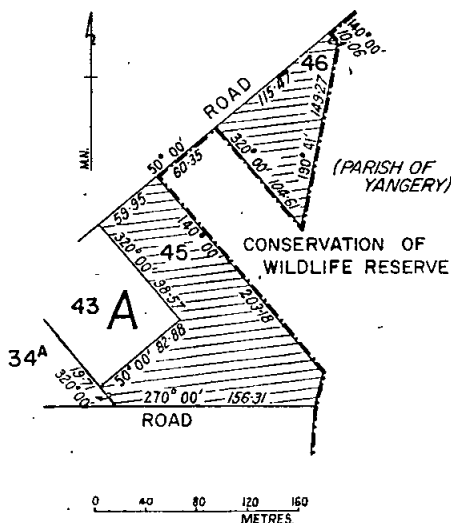 140° 00'
10·06
46
ROAD
115·47
149·27
190° 41'
M.N.
50° 00'
60·35
320° 00' 104·61
(PARISH OF
YANGERY)
59·95
140° 00'
45
320° 00'
98·57
CONSERVATION OF
WILDLIFE RESERVE
203·18
43 A
34A
50° 00' 82·88
19·71
320° 00'
270° 00' 156·31
ROAD
0 40 80 120 160
METRES